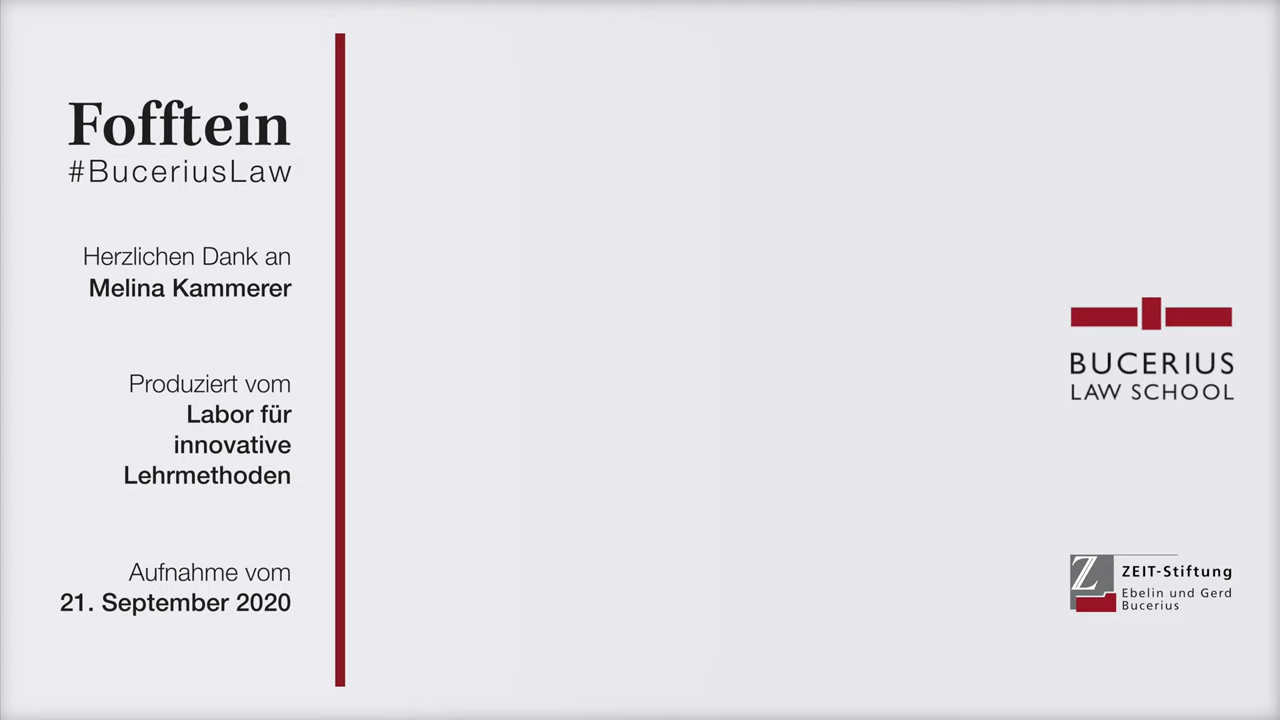 Fofftein
#BuceriusLaw
Herzlichen Dank an
Melina Kammerer
Produziert vom
Labor für
innovative
Lehrmethoden
Aufnahme vom
21. September 2020
BUCERIUS
LAW SCHOOL
Z
ZEIT-Stiftung
Ebelin und Gerd
Bucerius